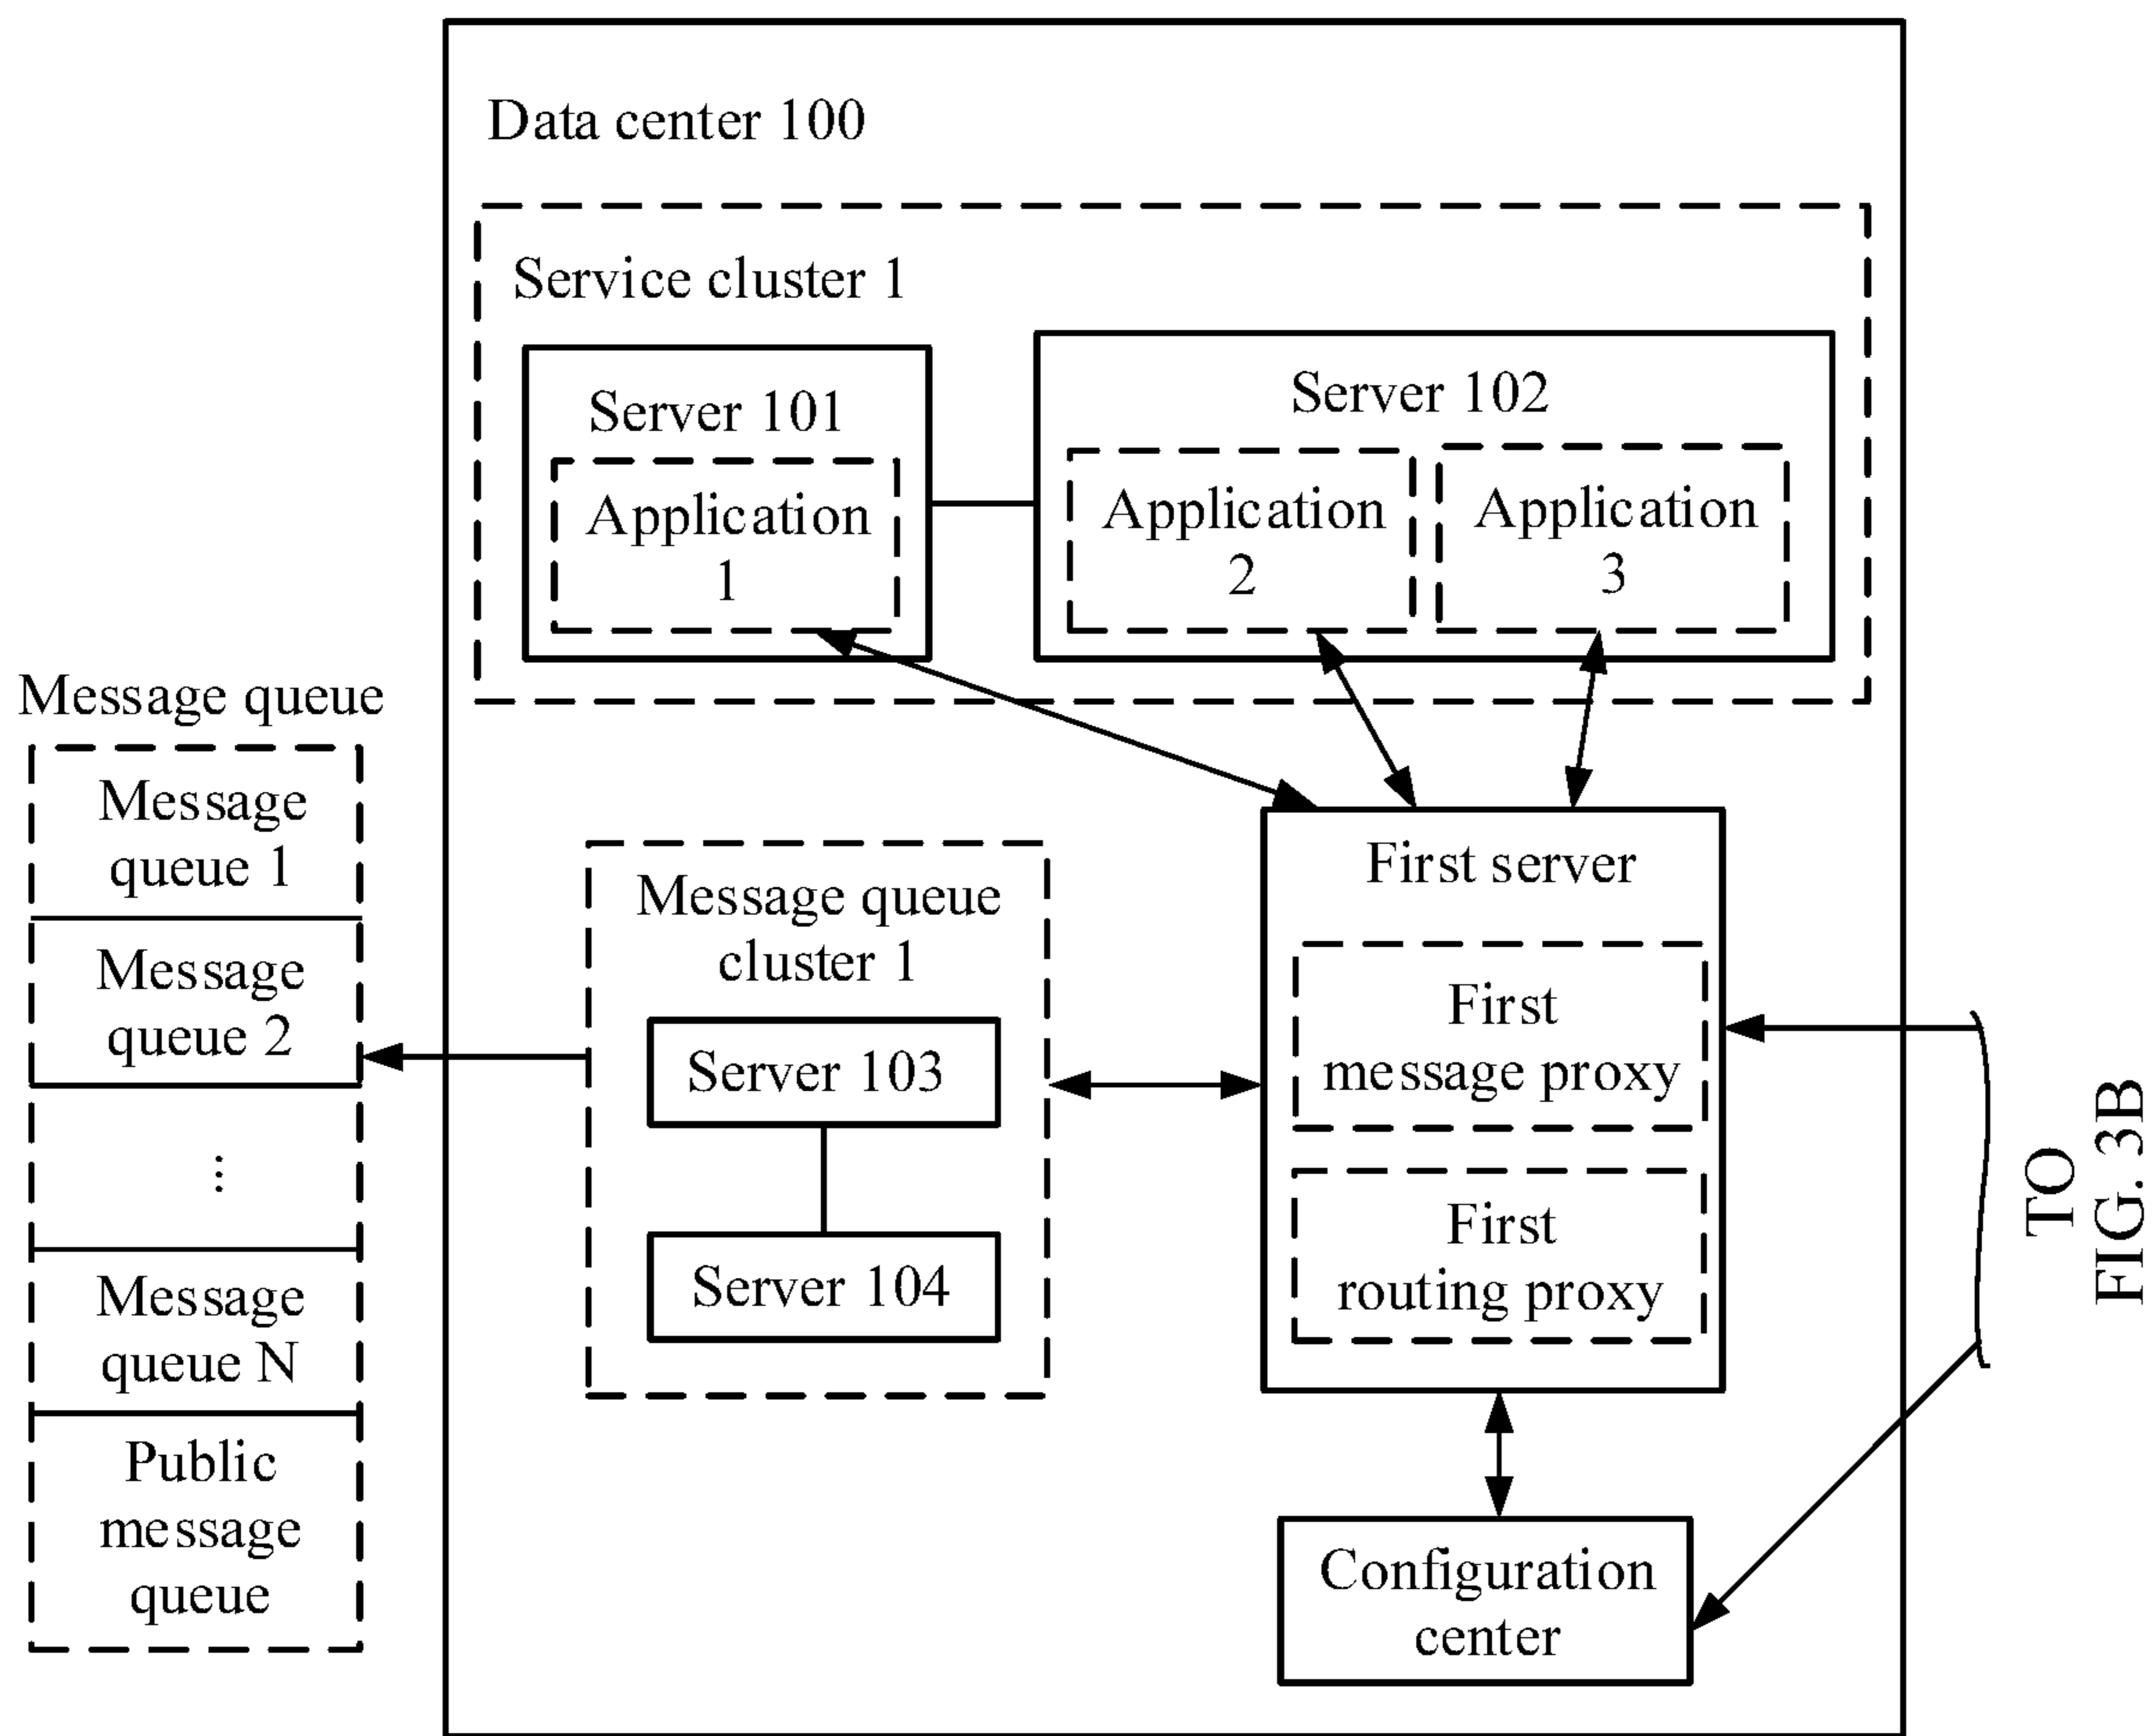 Data center 100
Service cluster 1
Server 101
Application
1
Server 102
Application
2
Application
3
Message queue
Message
queue 1
Message
queue 2
...
Message
queue N
Public
message
queue
Message queue
cluster 1
Server 103
Server 104
First server
First
message proxy
First
routing proxy
Configuration
center
TO
FIG. 3B